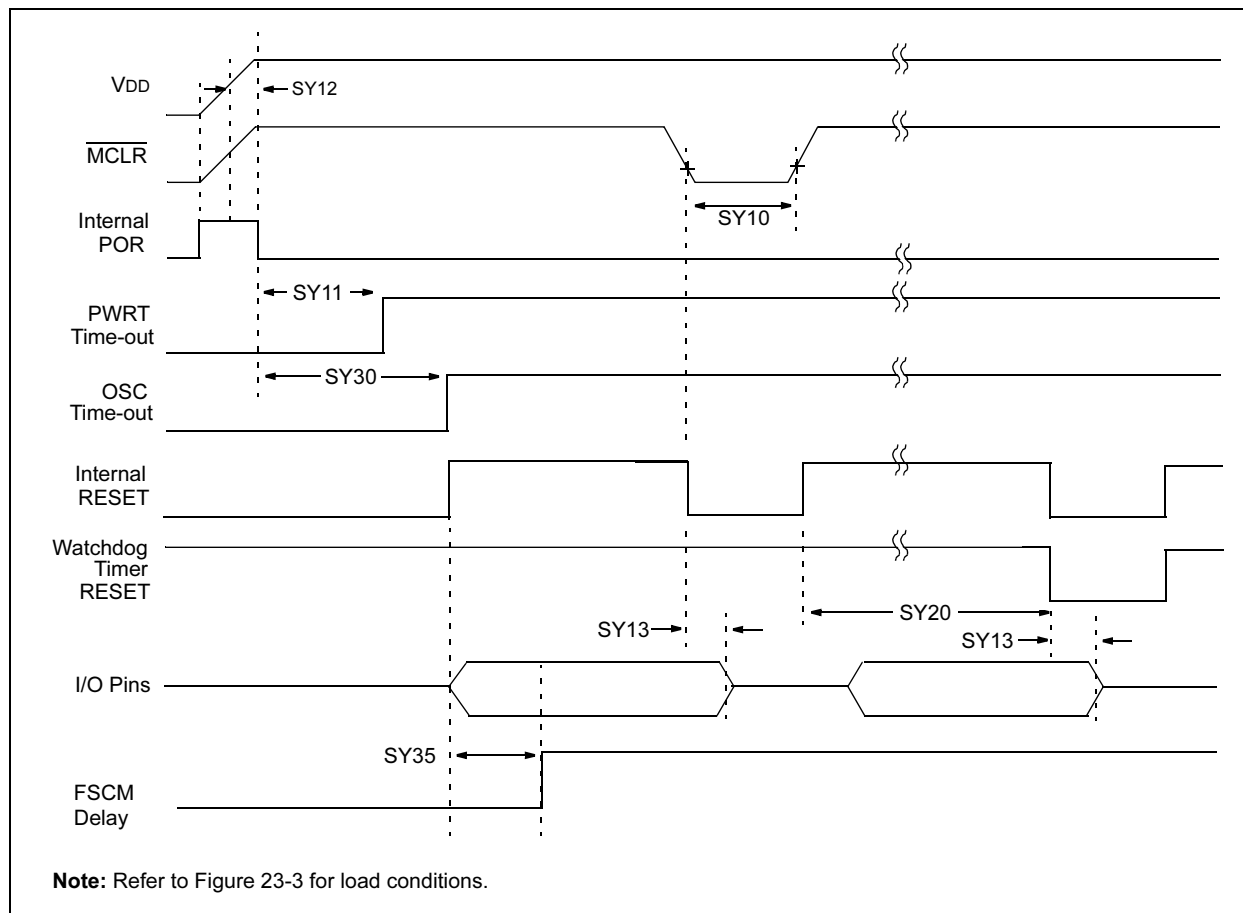 VDD
SY12
MCLR
SY10
Internal
POR
SY11
PWRT
Time-out
SY30
OSC
Time-out
Internal
RESET
Watchdog
Timer
RESET
SY20
SY13
SY13
I/O Pins
SY35
FSCM
Delay
Note: Refer to Figure 23-3 for load conditions.